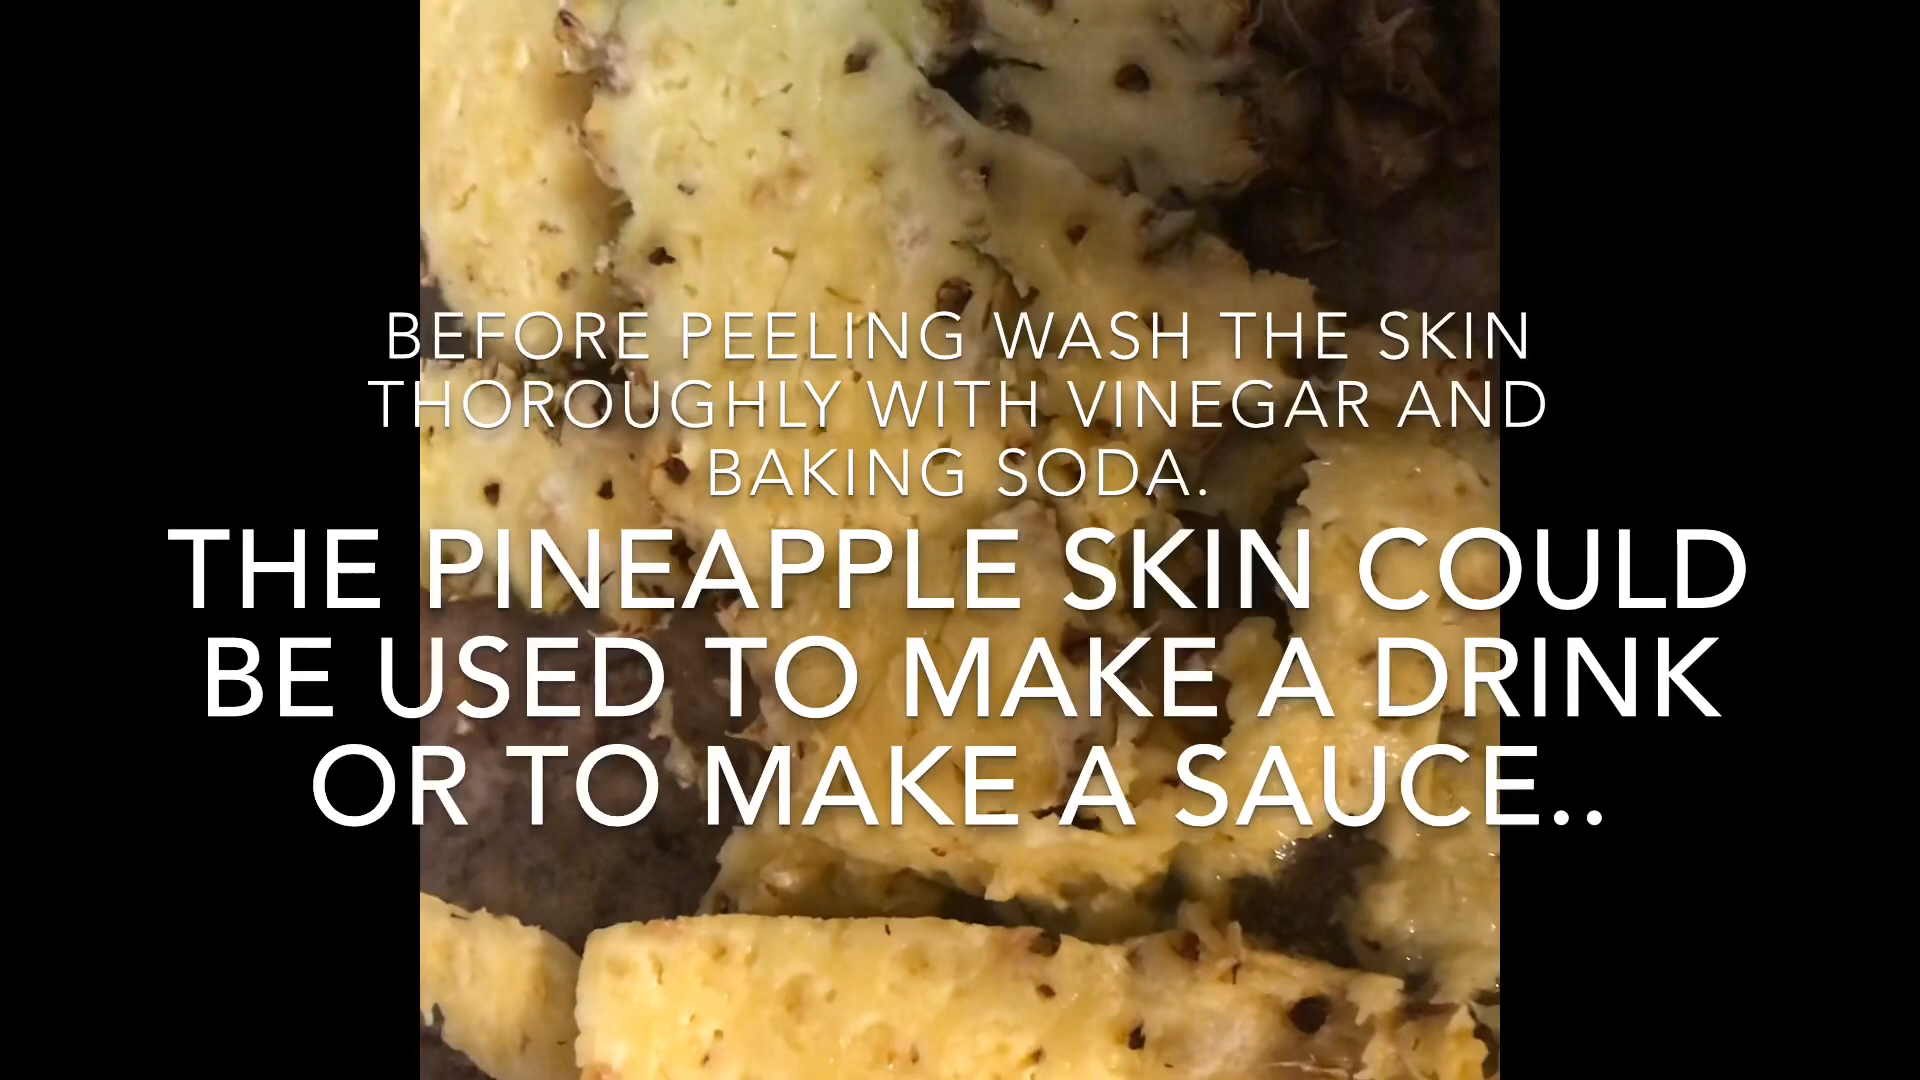 BEFORE PEELING WASH THE SKIN
THOROUGHLY WITH VINEGAR AND
BAKING SODA.
THE PINEAPPLE SKIN COULD
BE USED TO MAKE A DRINK
OR TO MAKE A SAUCE..